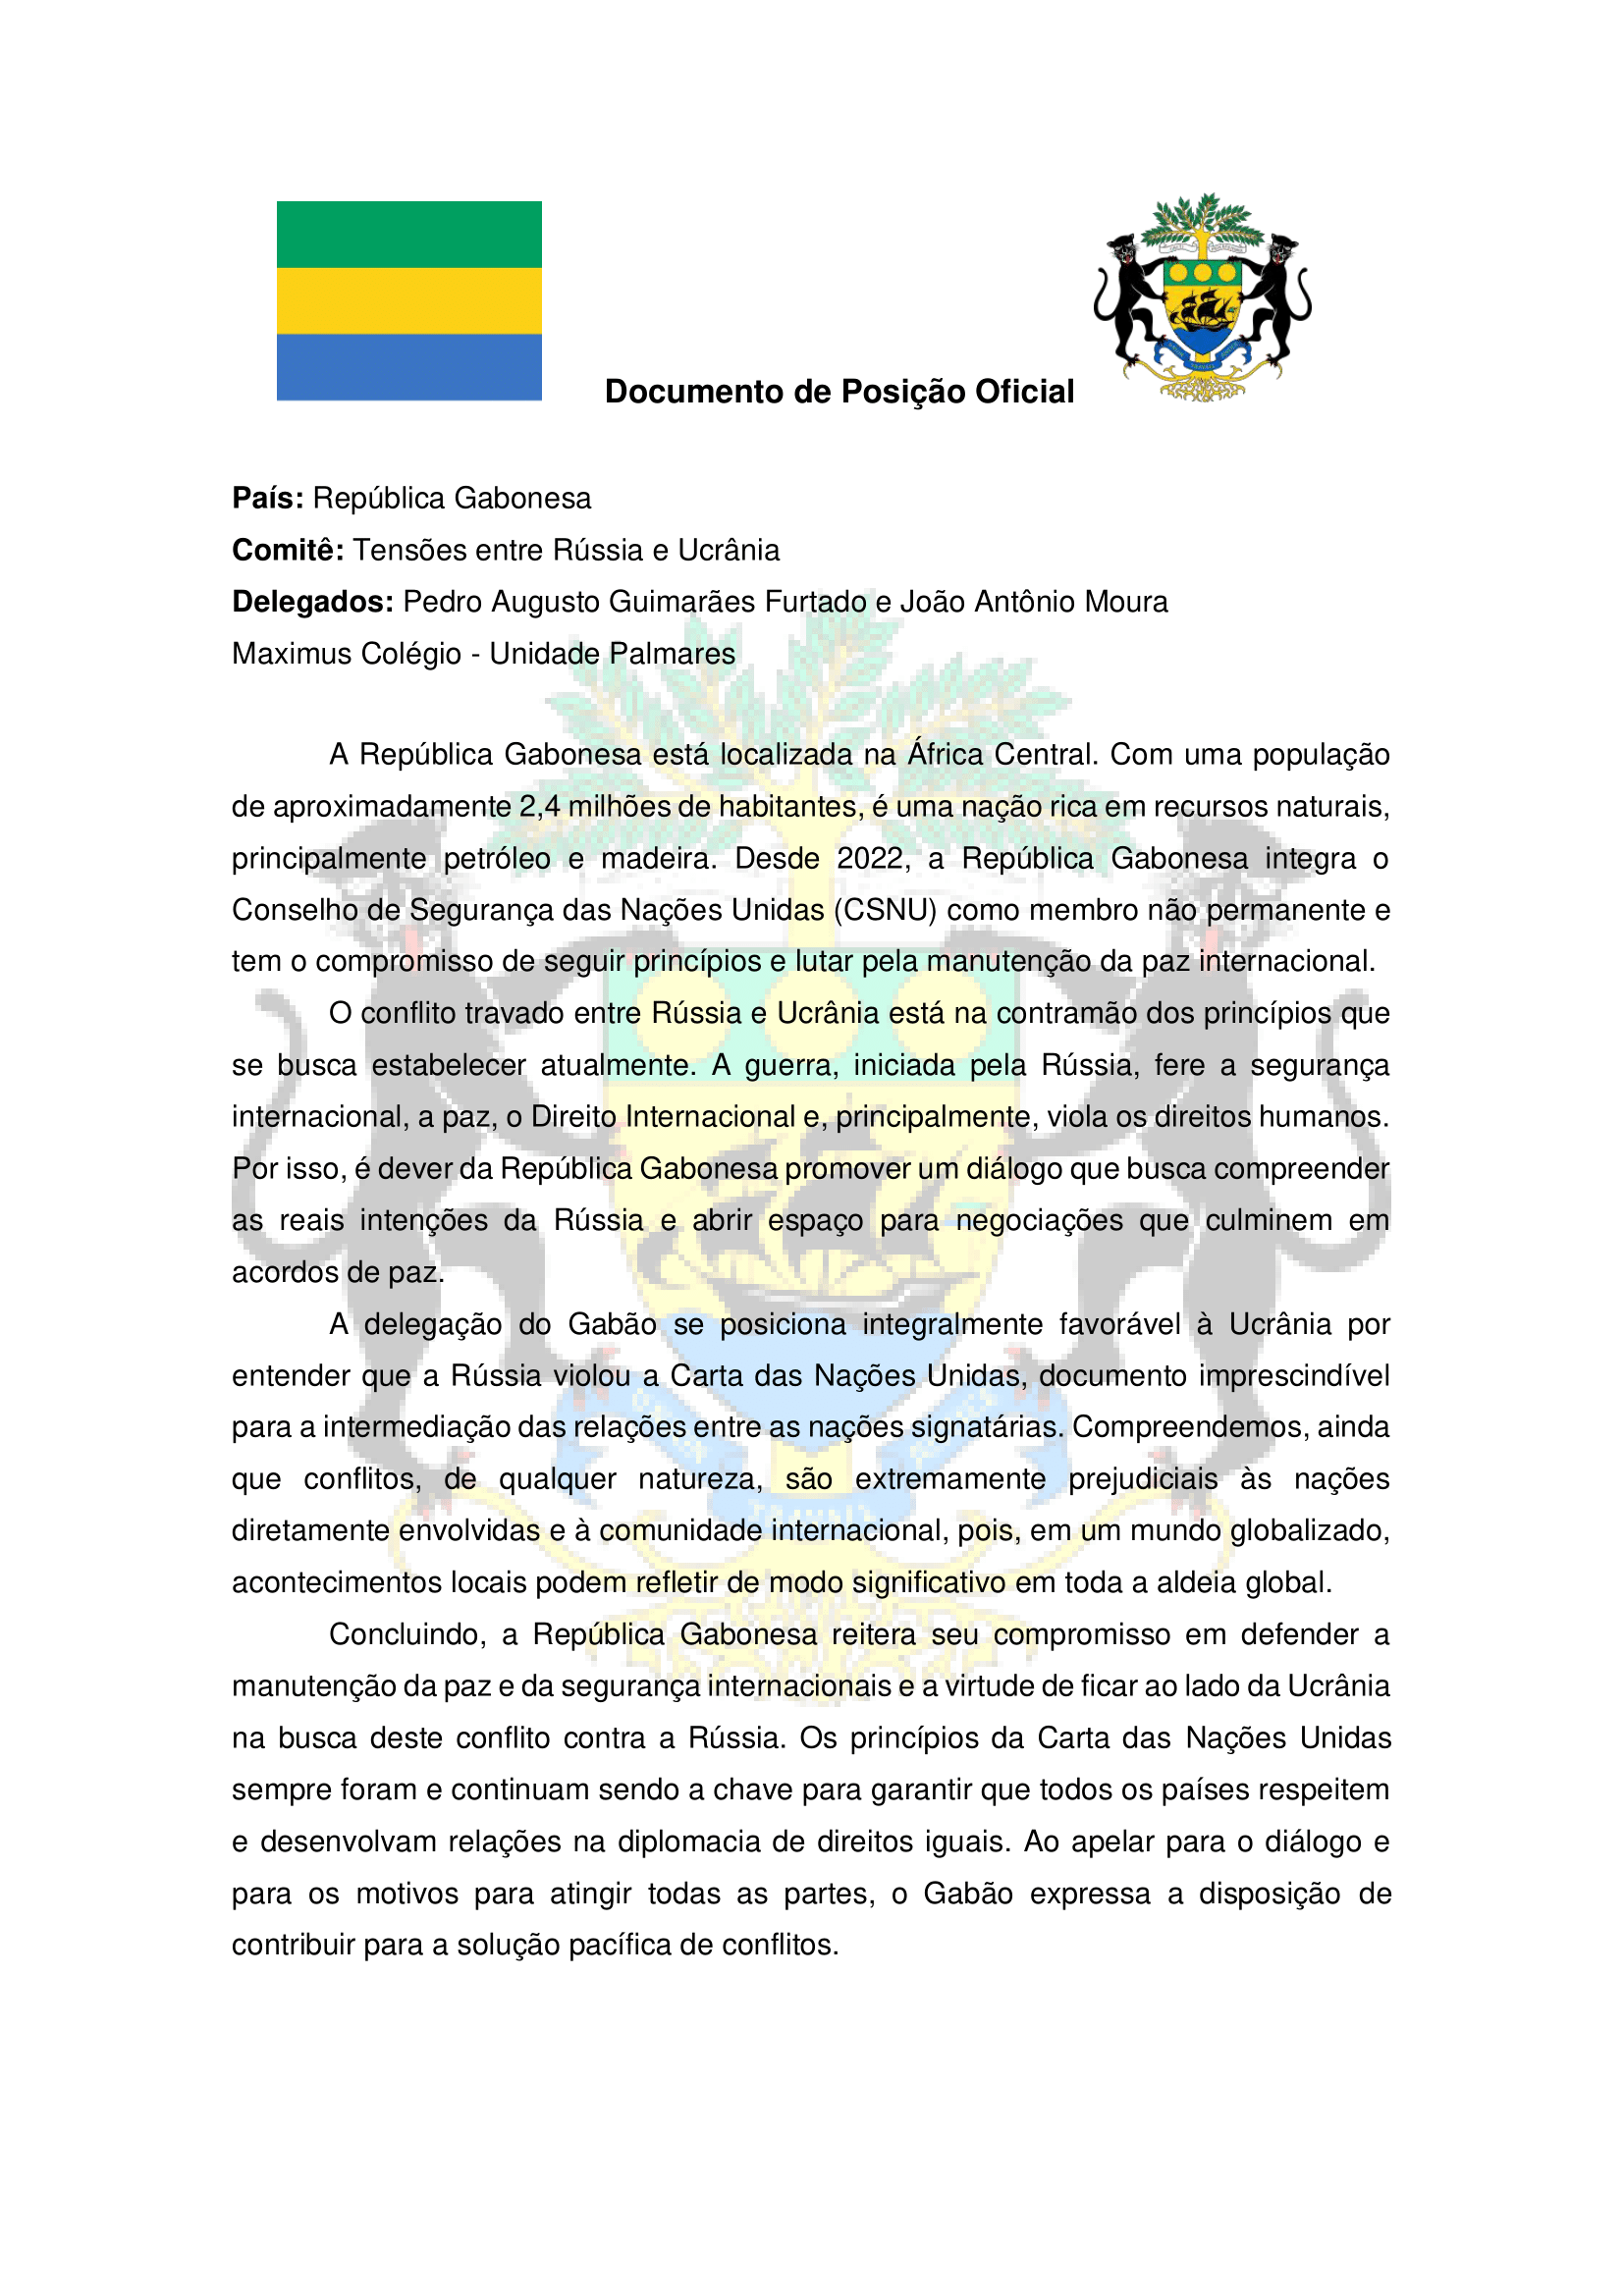 Documento de Posição Oficial
País: República Gabonesa
Comitê: Tensões entre Rússia e Ucrânia
Delegados: Pedro Augusto Guimarães Furtado e João Antônio Moura
Maximus Colégio - Unidade Palmares
A República Gabonesa está localizada na África Central. Com uma população
de aproximadamente 2,4 milhões de habitantes, é uma nação rica em recursos naturais,
principalmente petróleo e madeira. Desde 2022, a República Gabonesa integra o
Conselho de Segurança das Nações Unidas (CSNU) como membro não permanente e
tem o compromisso de seguir princípios e lutar pela manutenção da paz internacional.
O conflito travado entre Rússia e Ucrânia está na contramão dos princípios que
se busca estabelecer atualmente. A guerra, iniciada pela Rússia, fere a segurança
internacional, a paz, o Direito Internacional e, principalmente, viola os direitos humanos.
Por isso, é dever da República Gabonesa promover um diálogo que busca compreender
as reais intenções da Rússia e abrir espaço para negociações que culminem em
acordos de paz.
A delegação do Gabão se posiciona integralmente favorável à Ucrânia por
entender que a Rússia violou a Carta das Nações Unidas, documento imprescindível
para a intermediação das relações entre as nações signatárias. Compreendemos, ainda
que conflitos, de qualquer natureza, são extremamente prejudiciais às nações
diretamente envolvidas e à comunidade internacional, pois, em um mundo globalizado,
acontecimentos locais podem refletir de modo significativo em toda a aldeia global.
Concluindo, a República Gabonesa reitera seu compromisso em defender a
manutenção da paz e da segurança internacionais e a virtude de ficar ao lado da Ucrânia
na busca deste conflito contra a Rússia. Os princípios da Carta das Nações Unidas
sempre foram e continuam sendo a chave para garantir que todos os países respeitem
e desenvolvam relações na diplomacia de direitos iguais. Ao apelar para o diálogo e
para os motivos para atingir todas as partes, o Gabão expressa a disposição de
contribuir para a solução pacífica de conflitos.